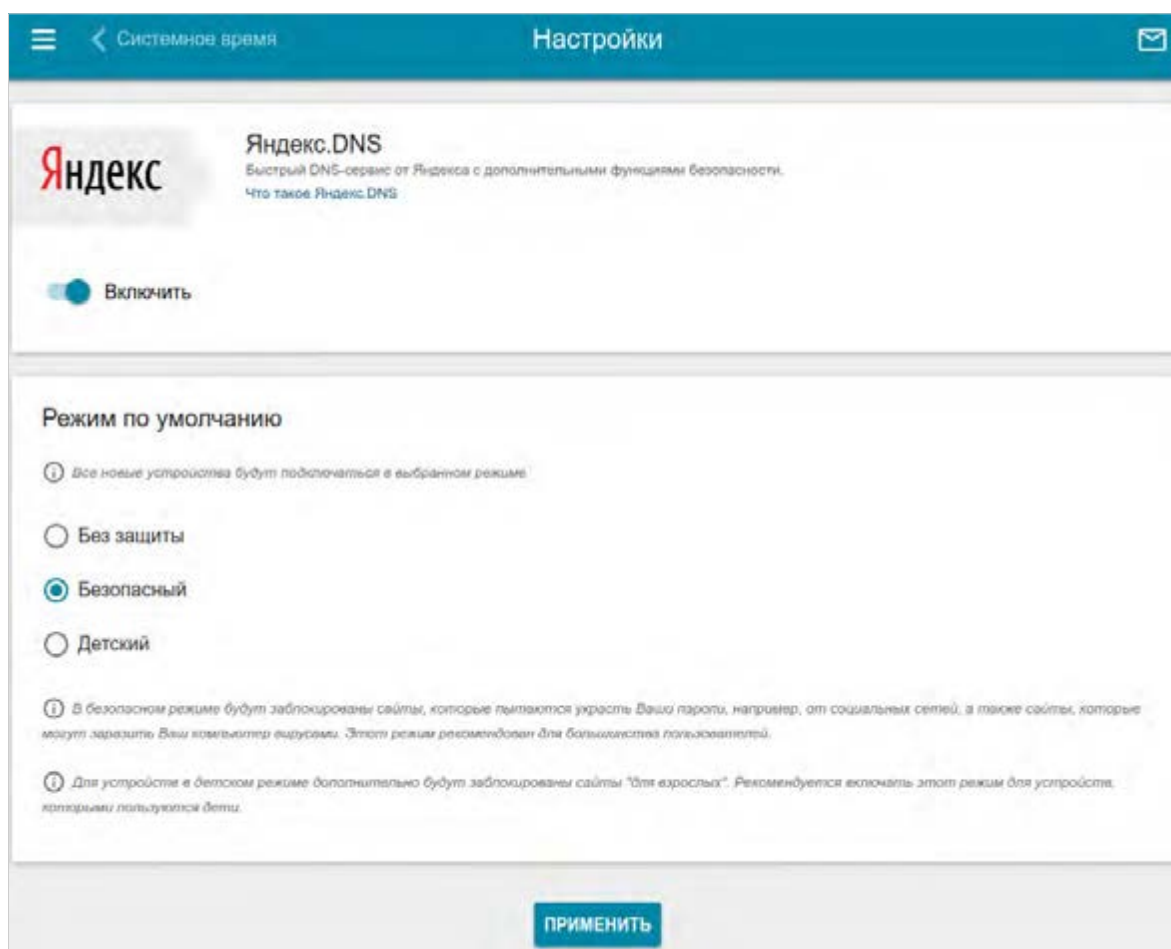 Системное время
Настройки
Яндекс
Яндекс.DNS
Быстрый DNS-сервис от Яндекса с дополнительными функциями безопасности.
Что такое Яндекс.DNS
Включить
Режим по умолчанию
Все новые устройства будут подключаться в выбранном режиме
Без защиты
Безопасный
Детский
В безопасном режиме будут заблокированы сайты, которые пытаются украсть Ваши пароли, например, от социальных сетей, а также сайты, которые
могут заразить Ваш компьютер вирусами. Этот режим рекомендован для большинства пользователей.
Для устройств в детском режиме дополнительно будут заблокированы сайты "для взрослых". Рекомендуется включать этот режим для устройств,
которыми пользуются дети.
ПРИМЕНИТЬ